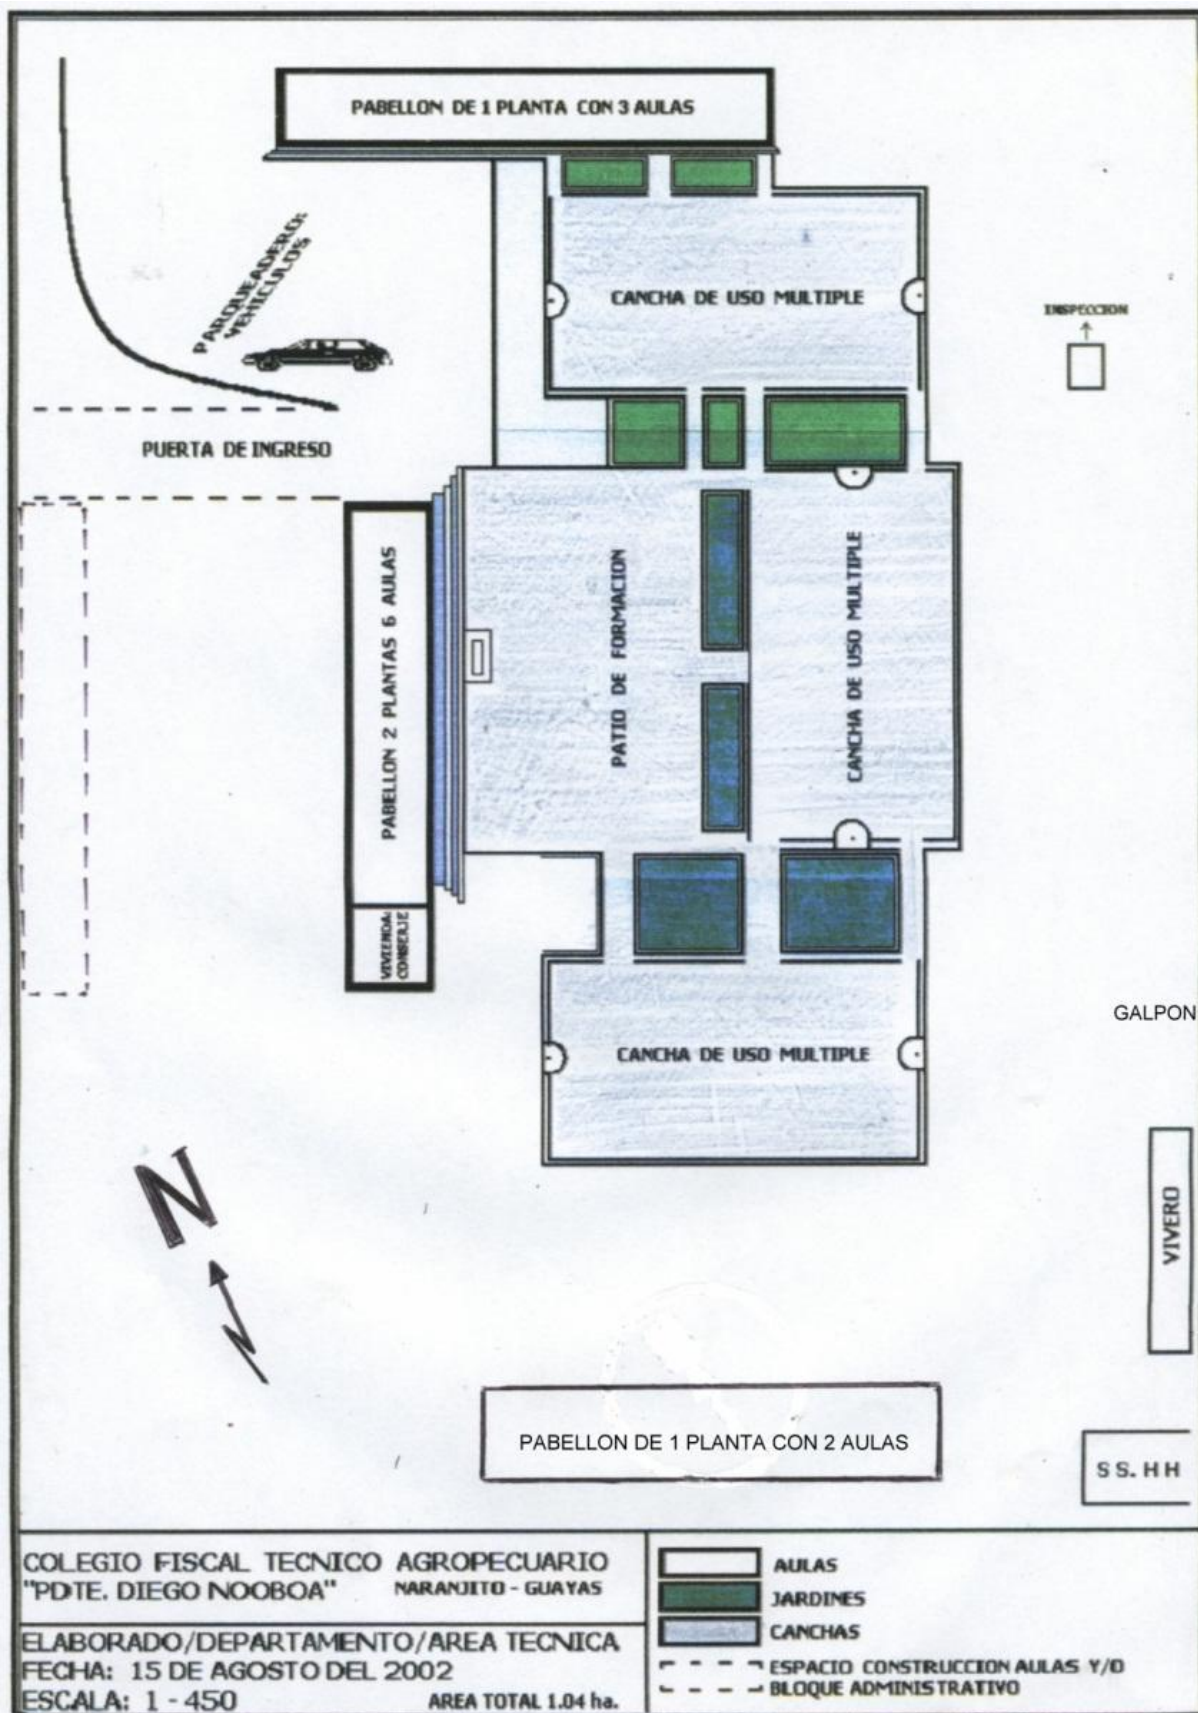 PABELLON DE 1 PLANTA CON 3 AULAS
PARQUEADERO:
VEHICULOS
CANCHA DE USO MULTIPLE
INSPECCION
PUERTA DE INGRESO
PABELLON 2 PLANTAS 6 AULAS
PATIO DE FORMACION
CANCHA DE USO MULTIPLE
VIVIENDA:
CONSERJE
GALPON
CANCHA DE USO MULTIPLE
N
VIVERO
PABELLON DE 1 PLANTA CON 2 AULAS
S S. H H
COLEGIO FISCAL TECNICO AGROPECUARIO
"PDTE. DIEGO NOOBOA" NARANJITO - GUAYAS
ELABORADO/DEPARTAMENTO/AREA TECNICA
FECHA: 15 DE AGOSTO DEL 2002
ESCALA: 1 - 450 AREA TOTAL 1.04 ha.
AULAS
JARDINES
CANCHAS
ESPACIO CONSTRUCCION AULAS Y/O
BLOQUE ADMINISTRATIVO